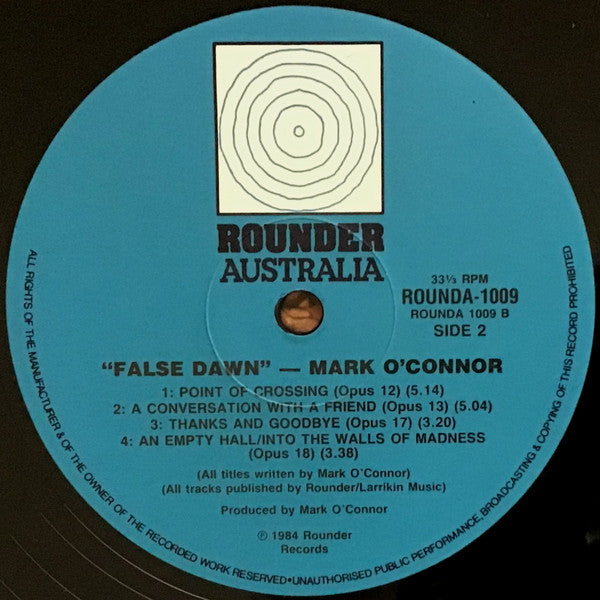 ROUNDER
AUSTRALIA
33⅓ RPM
ROUNDA-1009
ROUNDA 1009 B
SIDE 2
"FALSE DAWN" — MARK O'CONNOR
1: POINT OF CROSSING (Opus 12) (5.14)
2: A CONVERSATION WITH A FRIEND (Opus 13) (5.04)
3: THANKS AND GOODBYE (Opus 17) (3.20)
4: AN EMPTY HALL/INTO THE WALLS OF MADNESS
(Opus 18) (3.38)
(All titles written by Mark O'Connor)
(All tracks published by Rounder/Larrikin Music)
Produced by Mark O'Connor
℗ 1984 Rounder
Records
ALL RIGHTS OF THE MANUFACTURER & OF THE OWNER OF THE RECORDED WORK RESERVED•UNAUTHORISED PUBLIC PERFORMANCE, BROADCASTING & COPYING OF THIS RECORD PROHIBITED